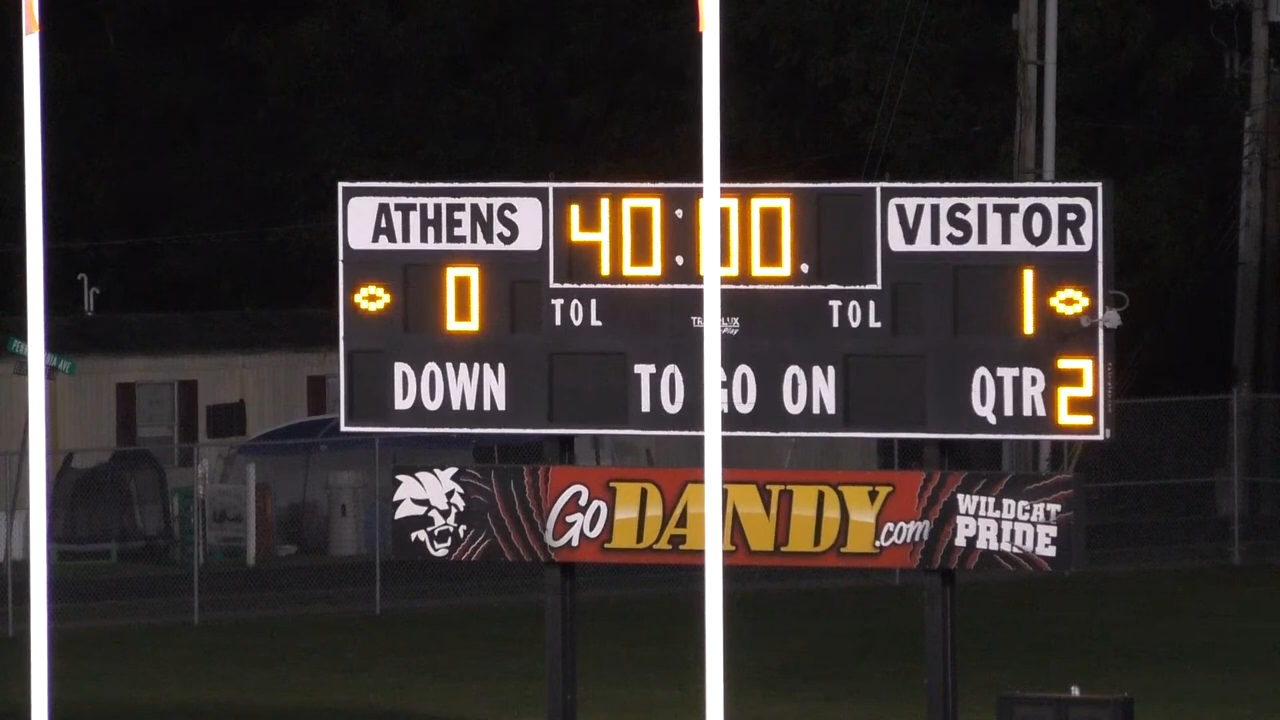 ATHENS 40:00. VISITOR
0 TOL TOL 1
DOWN TO GO ON QTR 2
Go DANDY.com WILDCAT
PRIDE